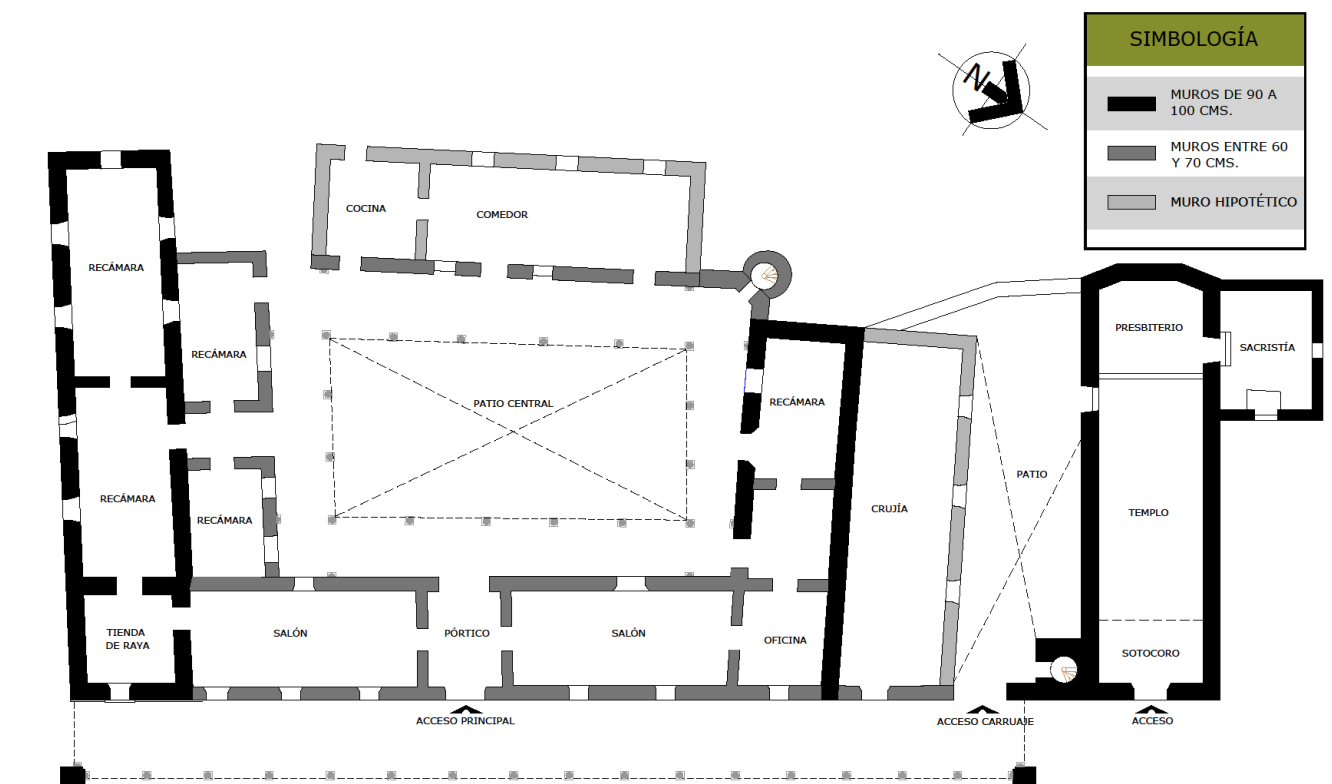 SIMBOLOGÍA
MUROS DE 90 A
100 CMS.
MUROS ENTRE 60
Y 70 CMS.
MURO HIPOTÉTICO
N
COCINA
COMEDOR
RECÁMARA
RECÁMARA
PATIO CENTRAL
RECÁMARA
PRESBITERIO
SACRISTÍA
RECÁMARA
RECÁMARA
CRUJÍA
PATIO
TEMPLO
TIENDA
DE RAYA
SALÓN
PÓRTICO
SALÓN
OFICINA
SOTOCORO
ACCESO PRINCIPAL
ACCESO CARRUAJE
ACCESO